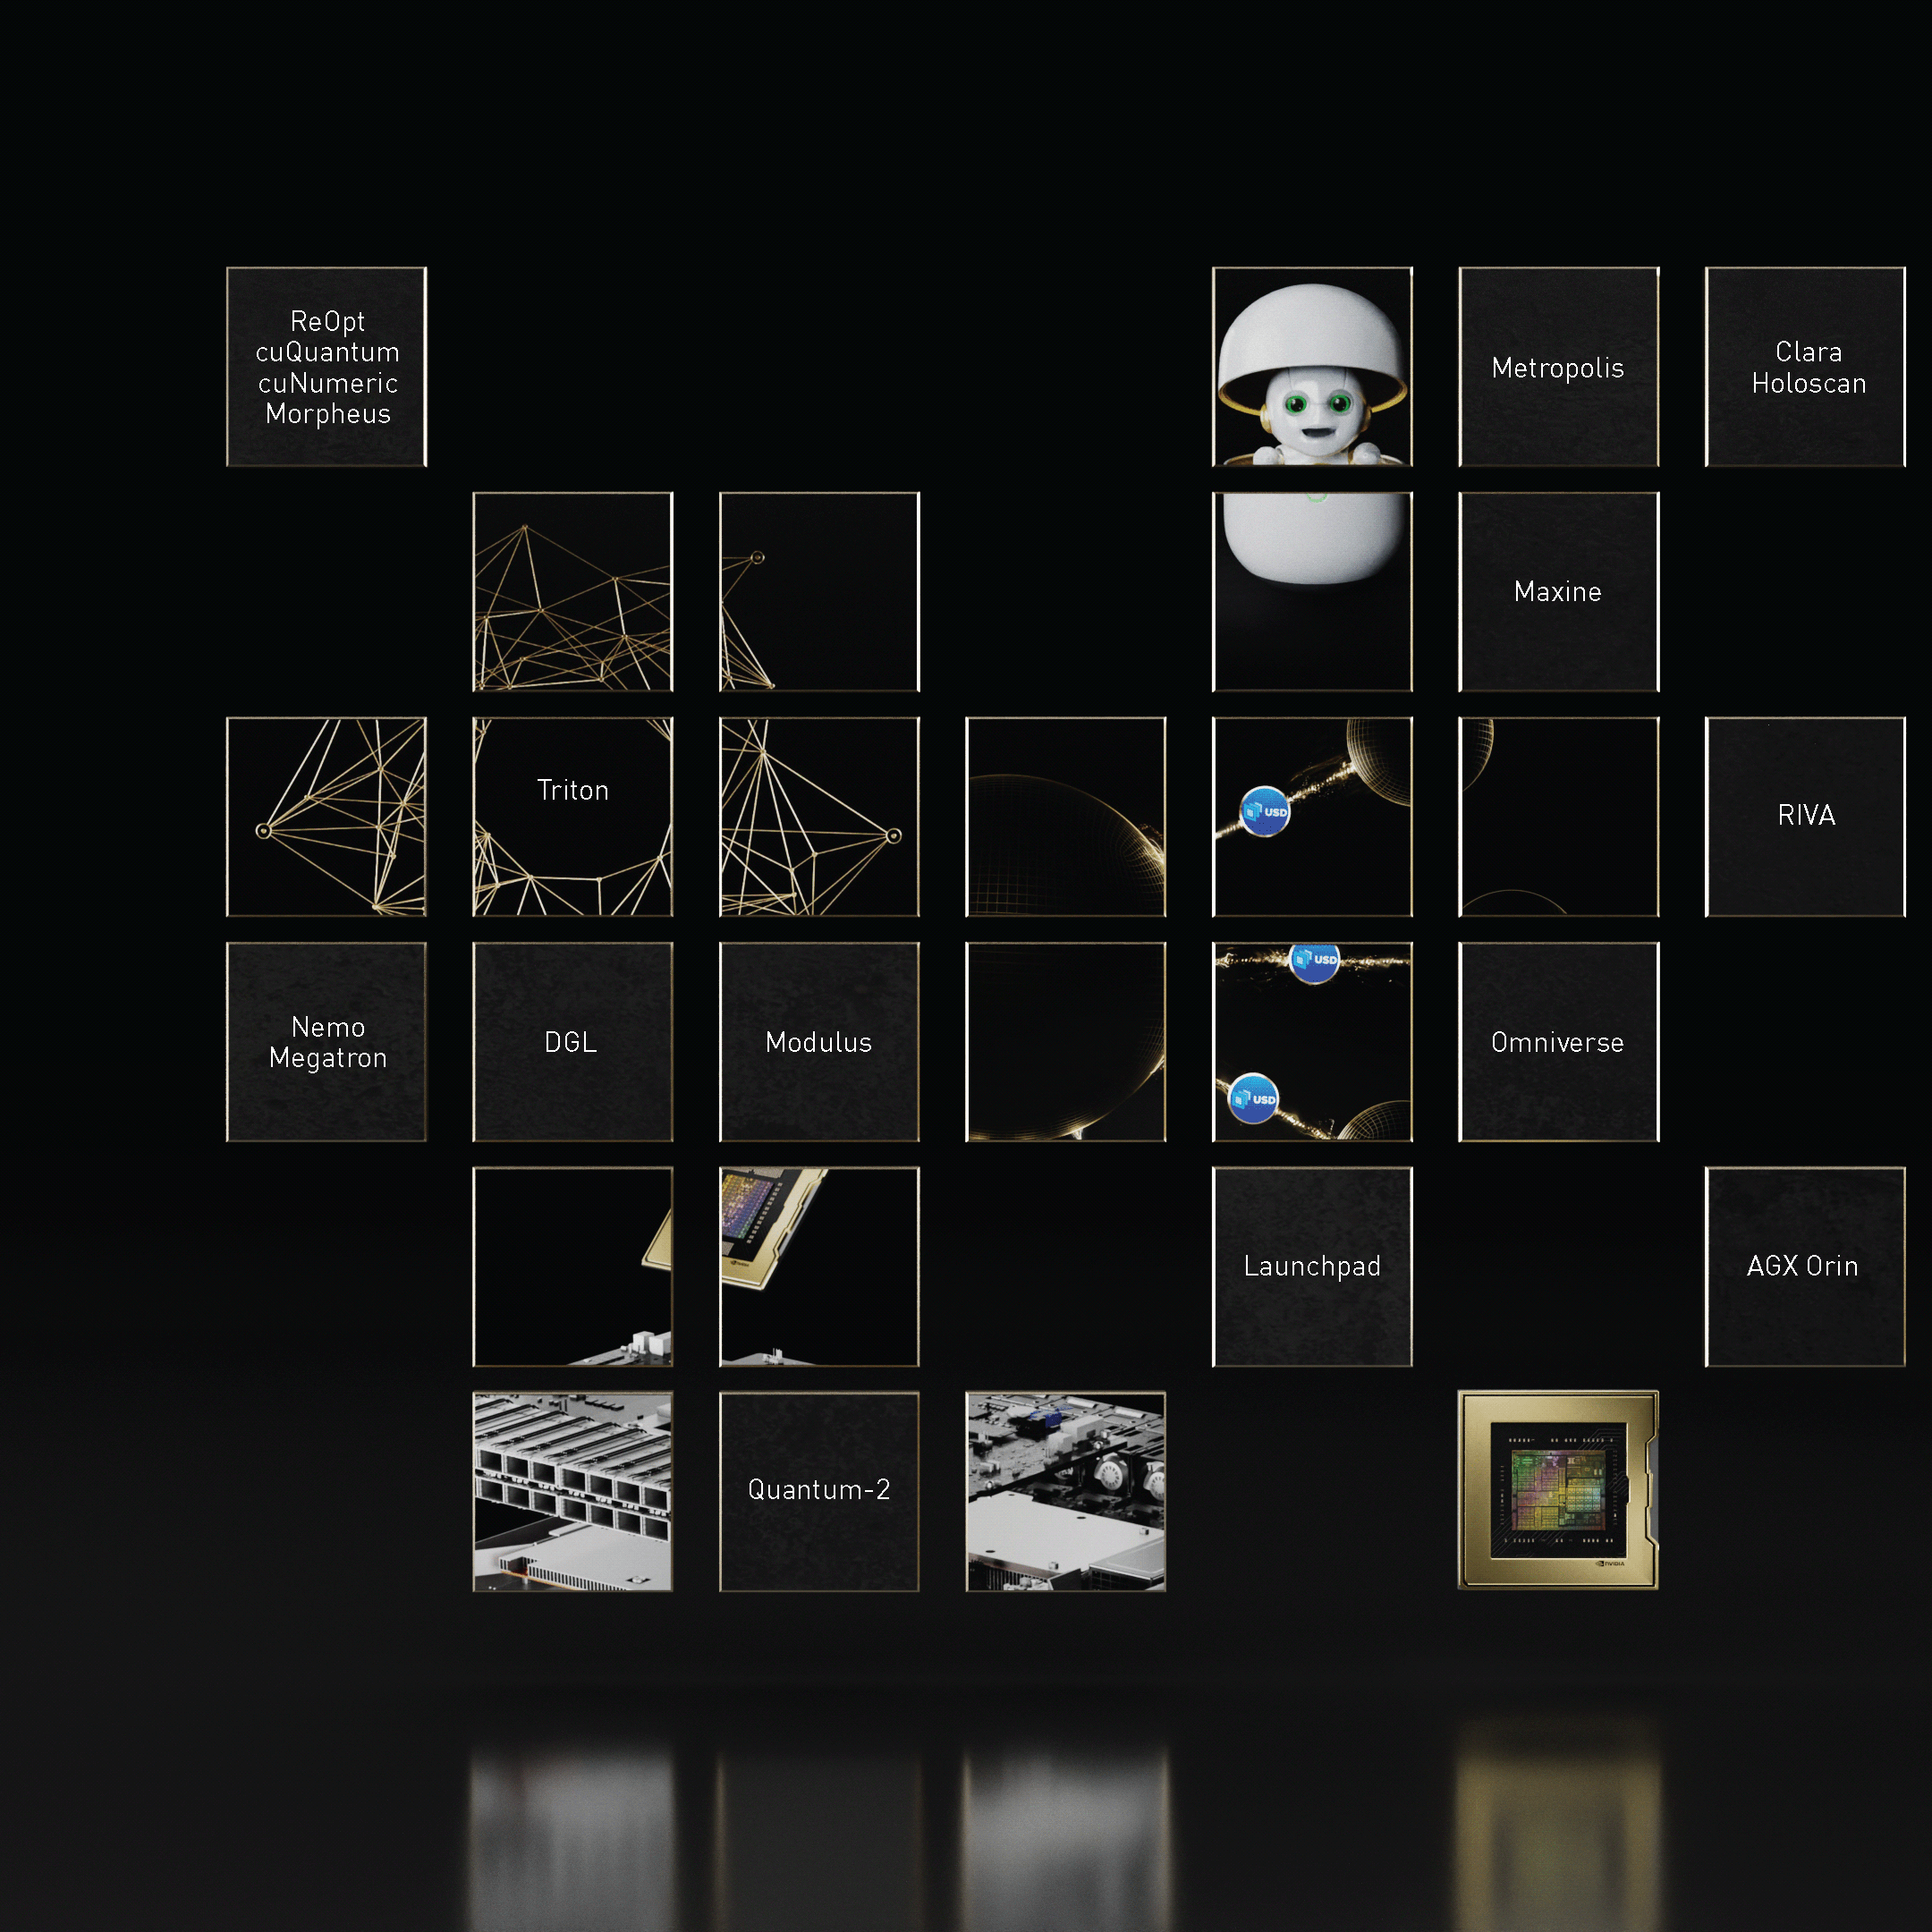 ReOpt
cuQuantum
cuNumeric
Morpheus
Metropolis
Clara
Holoscan
Maxine
Triton
USD
RIVA
Nemo
Megatron
DGL
Modulus
USD
USD
Omniverse
Launchpad
AGX Orin
Quantum-2
NVIDIA